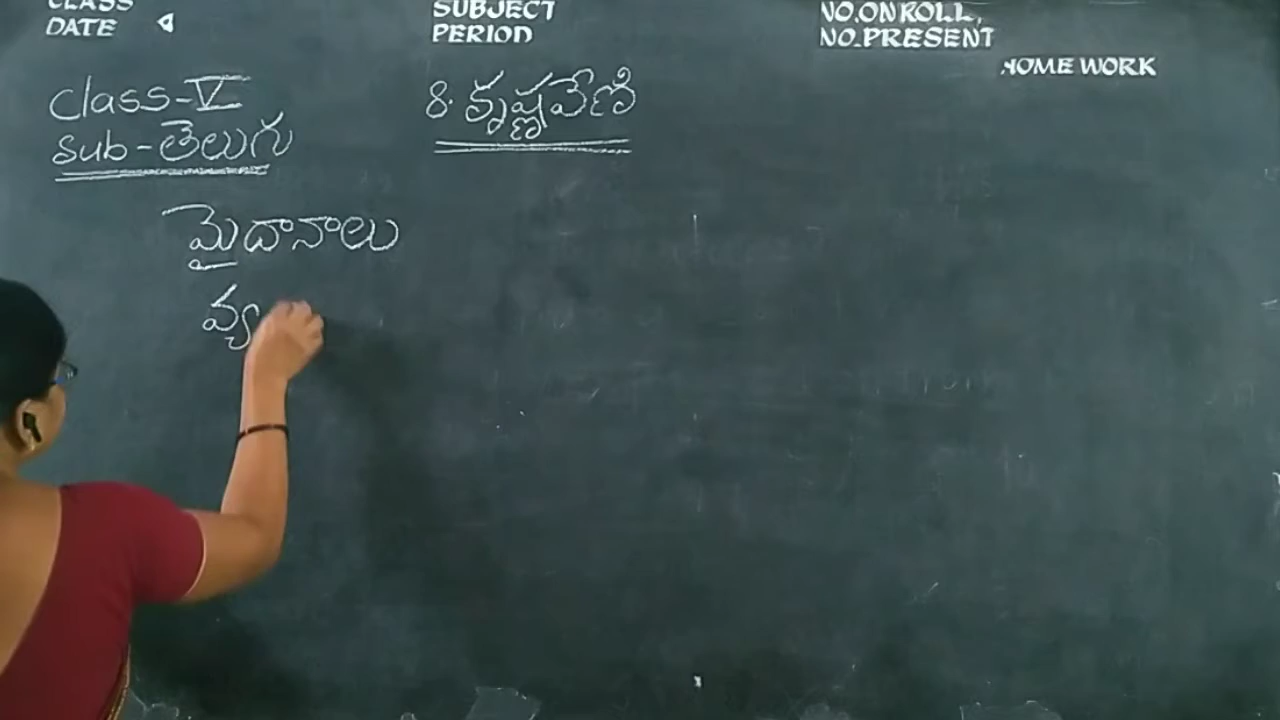 CLASS
DATE
SUBJECT
PERIOD
NO.ON ROLL,
NO.PRESENT
HOME WORK
Class-V
Sub-తెలుగు
8. కృష్ణవేణి
మైదానాలు
వ్య